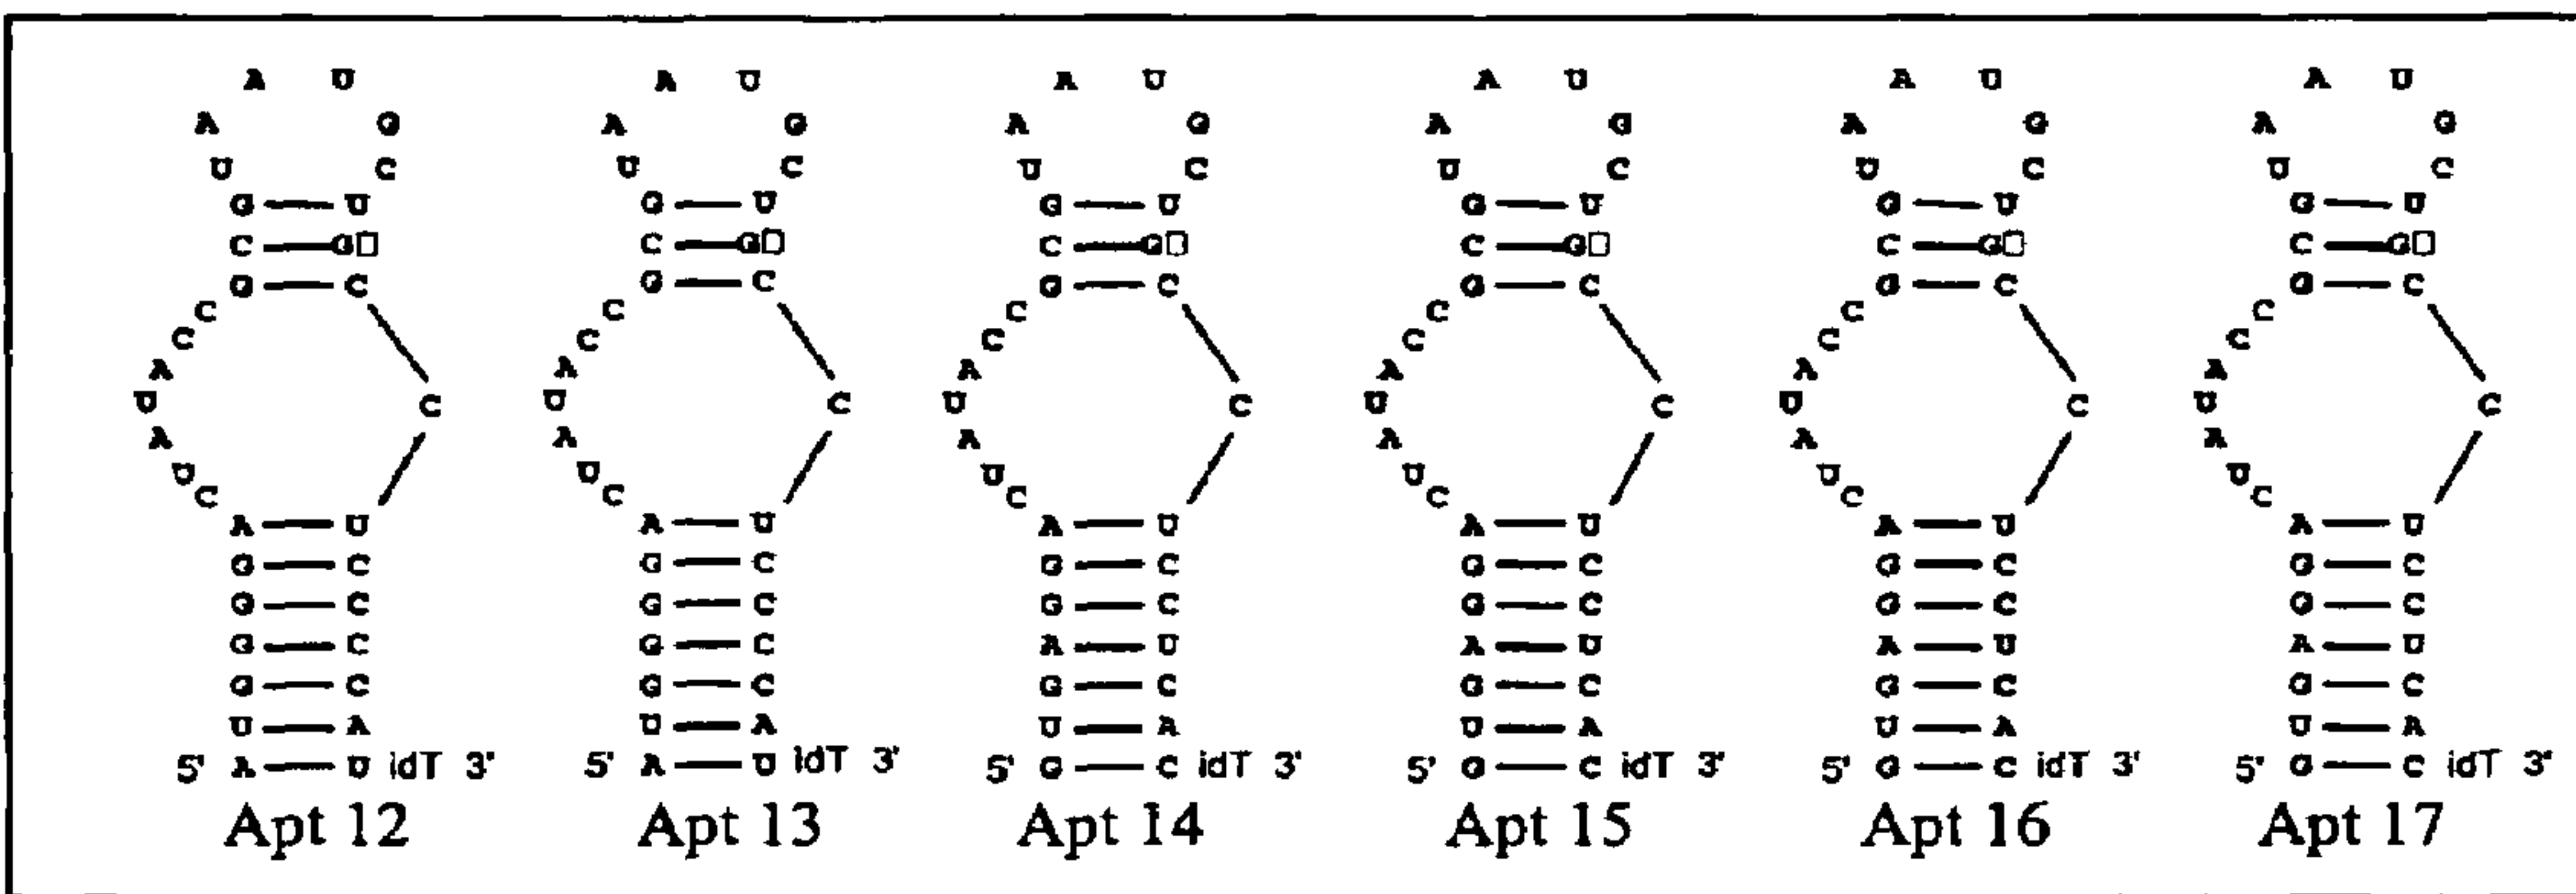 A U A U A U A U A U A U
A G A G A G A G A G A G
U C U C U C U C U C U C
G U G U G U G U G U G U
C G□ C G□ C G□ C G□ C G□ C G□
G C G C G C G C G C G C
C C C C C C
C C C C C C
A A A A A A
U C U C U C U C U C U C
A A A A A A
U U U U U U
C C C C C C
A U A U A U A U A U A U
G C G C G C G C G C G C
G C G C G C G C G C G C
G C G C A U A U A U A U
G C G C G C G C G C G C
U A U A U A U A U A U A
5' A U idT 3' 5' A U idT 3' 5' G C idT 3' 5' G C idT 3' 5' G C idT 3' 5' G C idT 3'
Apt 12 Apt 13 Apt 14 Apt 15 Apt 16 Apt 17